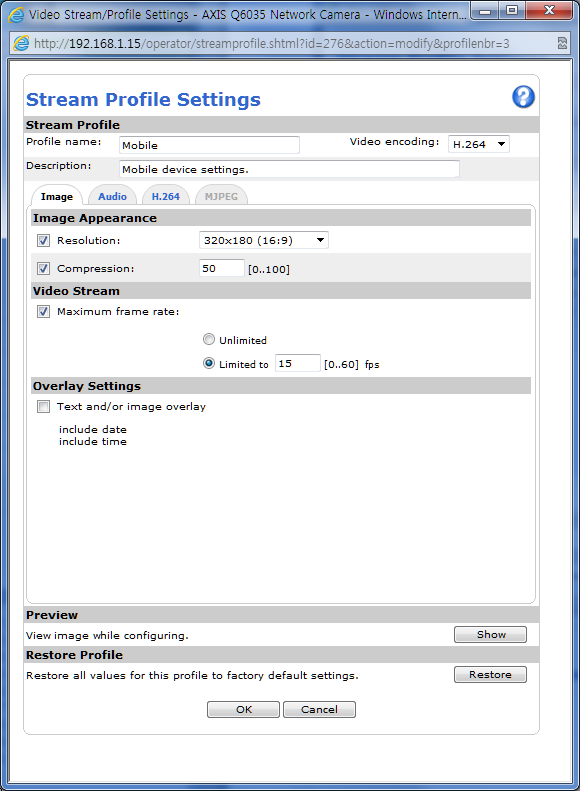 Video Stream/Profile Settings - AXIS Q6035 Network Camera - Windows Intern...
http://192.168.1.15/operator/streamprofile.shtml?id=276&action=modify&profilenbr=3
Stream Profile Settings
?
Stream Profile
Profile name: Mobile Video encoding: H.264
Description: Mobile device settings.
Image Audio H.264 MJPEG
Image Appearance
Resolution: 320x180 (16:9)
Compression: 50 [0..100]
Video Stream
Maximum frame rate:
Unlimited
Limited to 15 [0..60] fps
Overlay Settings
Text and/or image overlay
include date
include time
Preview
View image while configuring. Show
Restore Profile
Restore all values for this profile to factory default settings. Restore
OK Cancel